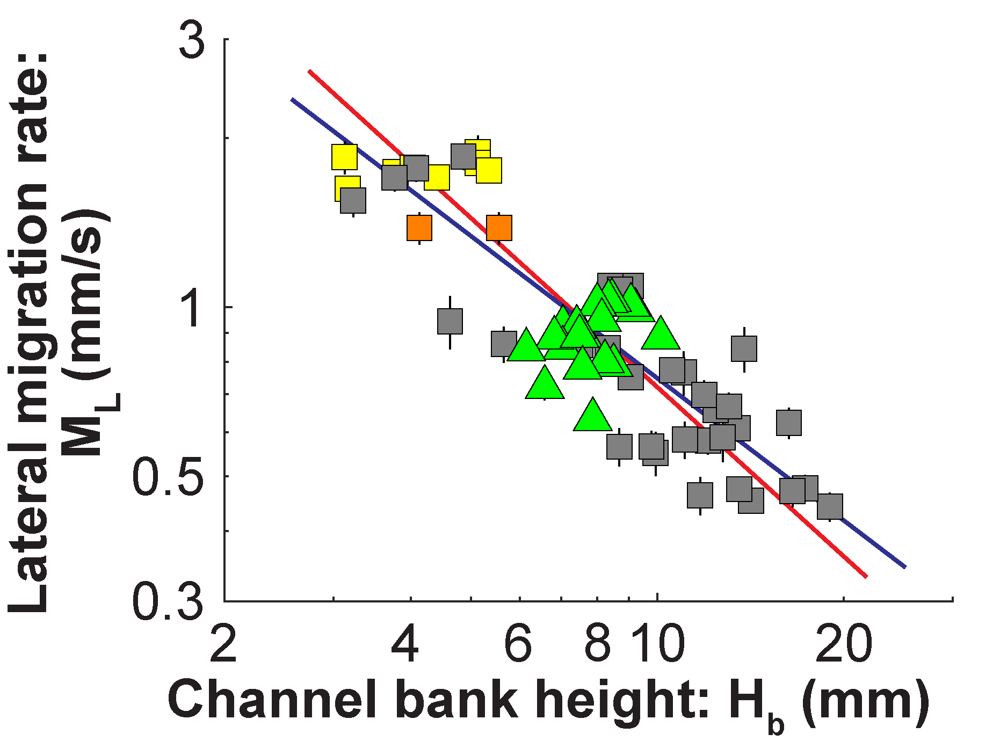 Lateral migration rate:
M_L (mm/s)
3
1
0.5
0.3
2 4 6 8 10 20
Channel bank height: H_b (mm)